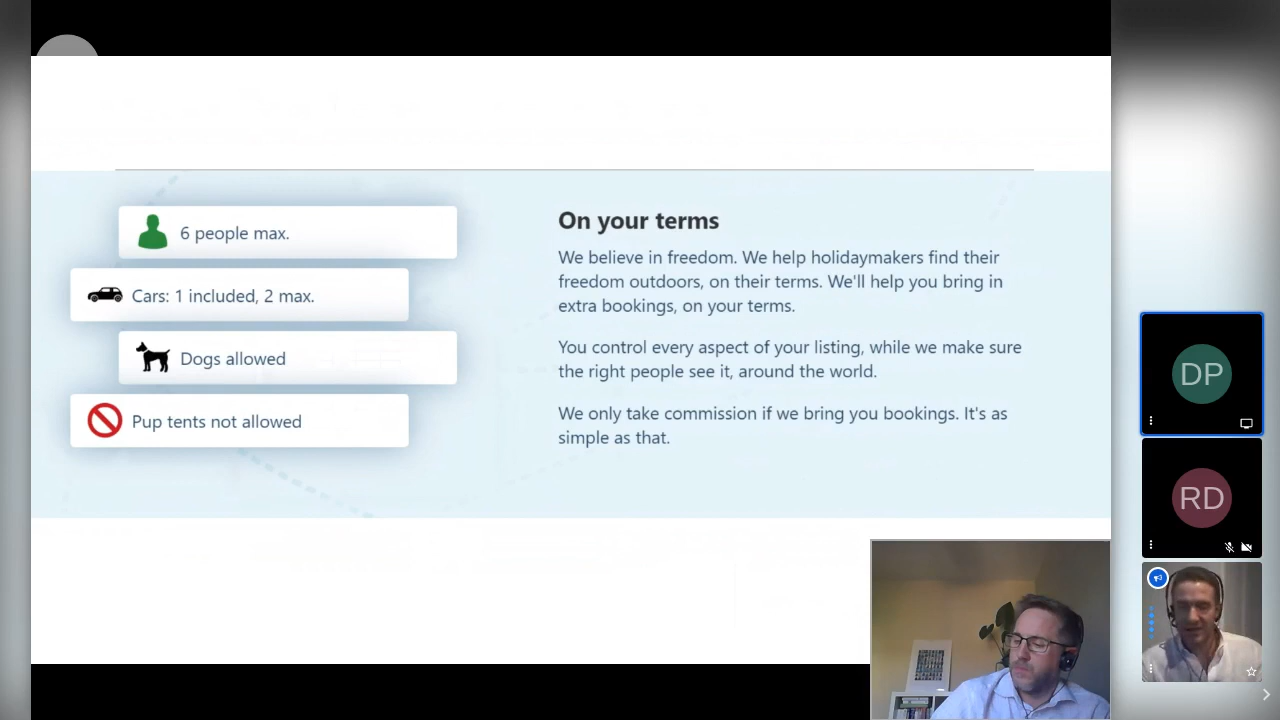 6 people max.
Cars: 1 included, 2 max.
Dogs allowed
Pup tents not allowed
On your terms
We believe in freedom. We help holidaymakers find their
freedom outdoors, on their terms. We'll help you bring in
extra bookings, on your terms.
You control every aspect of your listing, while we make sure
the right people see it, around the world.
We only take commission if we bring you bookings. It's as
simple as that.
DP
RD